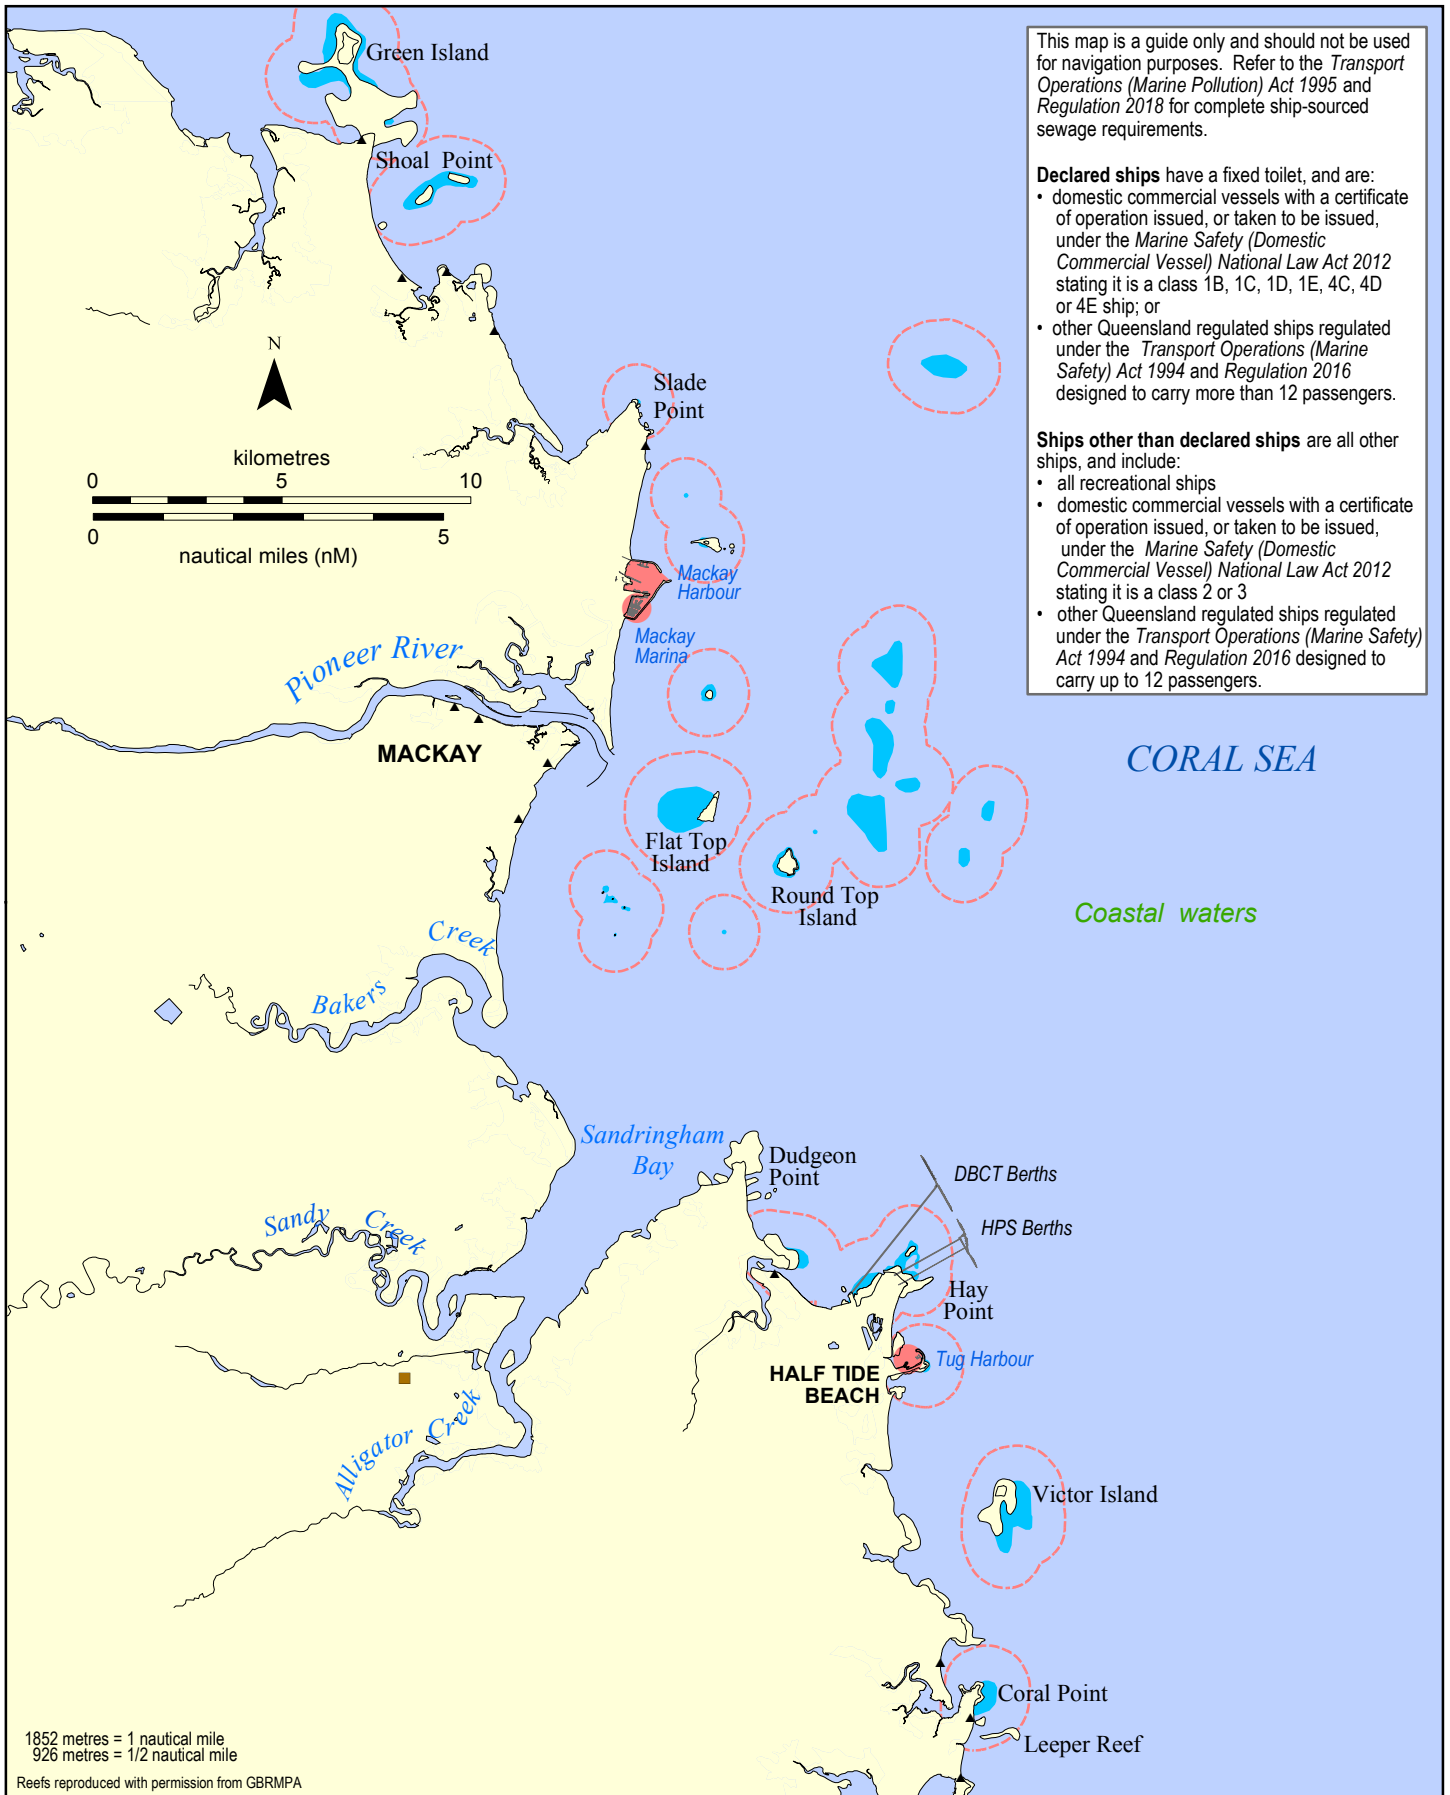 Green Island
Shoal Point
This map is a guide only and should not be used
for navigation purposes. Refer to the Transport
Operations (Marine Pollution) Act 1995 and
Regulation 2018 for complete ship-sourced
sewage requirements.
Declared ships have a fixed toilet, and are:
• domestic commercial vessels with a certificate
of operation issued, or taken to be issued,
under the Marine Safety (Domestic
Commercial Vessel) National Law Act 2012
stating it is a class 1B, 1C, 1D, 1E, 4C, 4D
or 4E ship; or
• other Queensland regulated ships regulated
under the Transport Operations (Marine
Safety) Act 1994 and Regulation 2016
designed to carry more than 12 passengers.
Ships other than declared ships are all other
ships, and include:
• all recreational ships
• domestic commercial vessels with a certificate
of operation issued, or taken to be issued,
under the Marine Safety (Domestic
Commercial Vessel) National Law Act 2012
stating it is a class 2 or 3
• other Queensland regulated ships regulated
under the Transport Operations (Marine Safety)
Act 1994 and Regulation 2016 designed to
carry up to 12 passengers.
N
Slade
Point
kilometres
0 5 10
0 5
nautical miles (nM)
Mackay
Harbour
Mackay
Marina
Pioneer River
MACKAY
CORAL SEA
Flat Top
Island
Round Top
Island
Coastal waters
Bakers Creek
Sandringham
Bay
Dudgeon
Point
DBCT Berths
HPS Berths
Sandy Creek
Hay
Point
Tug Harbour
HALF TIDE
BEACH
Alligator Creek
Victor Island
Coral Point
Leeper Reef
1852 metres = 1 nautical mile
926 metres = 1/2 nautical mile
Reefs reproduced with permission from GBRMPA